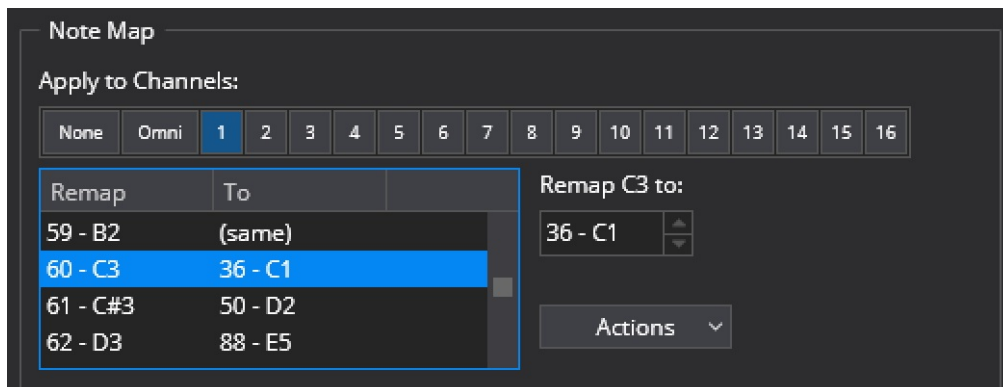 Note Map
Apply to Channels:
None Omni 1 2 3 4 5 6 7 8 9 10 11 12 13 14 15 16
Remap To
59 - B2 (same)
60 - C3 36 - C1
61 - C#3 50 - D2
62 - D3 88 - E5
Remap C3 to:
36 - C1
Actions